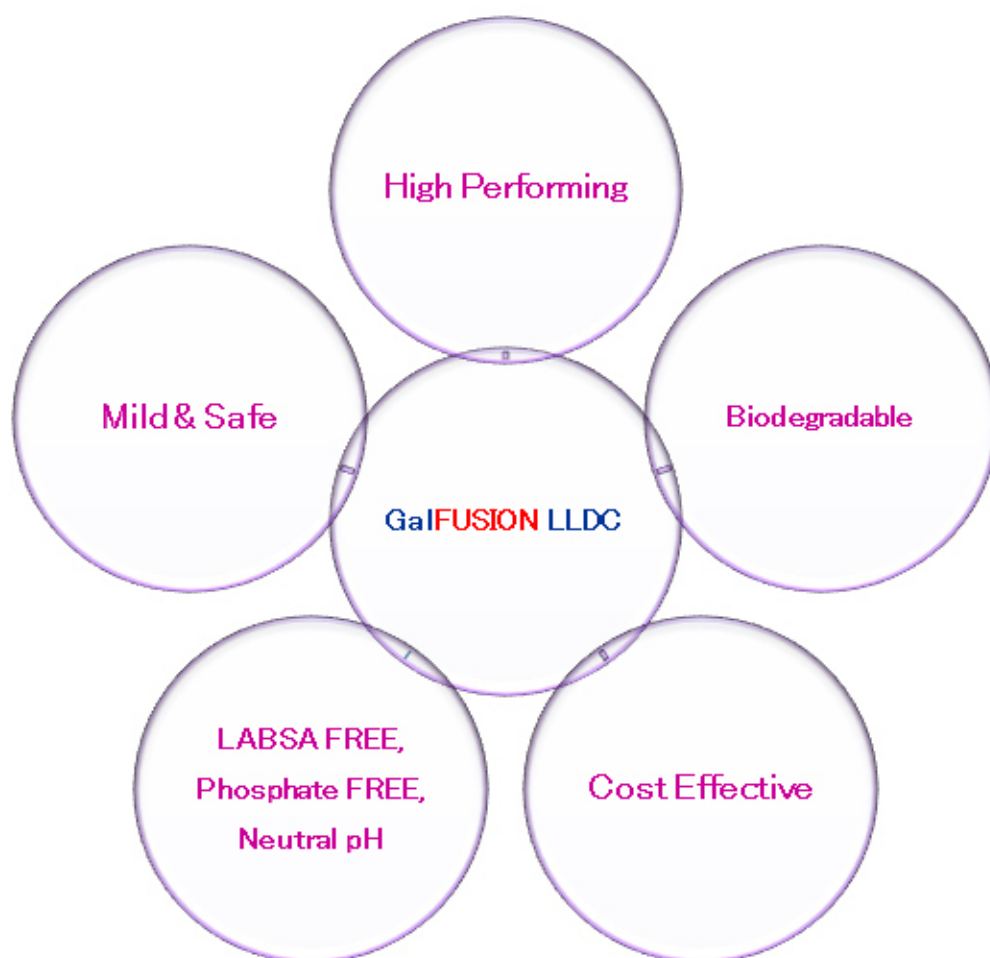 High Performing
Mild & Safe
Biodegradable
GalFUSION LLDC
LABSA FREE,
Phosphate FREE,
Neutral pH
Cost Effective